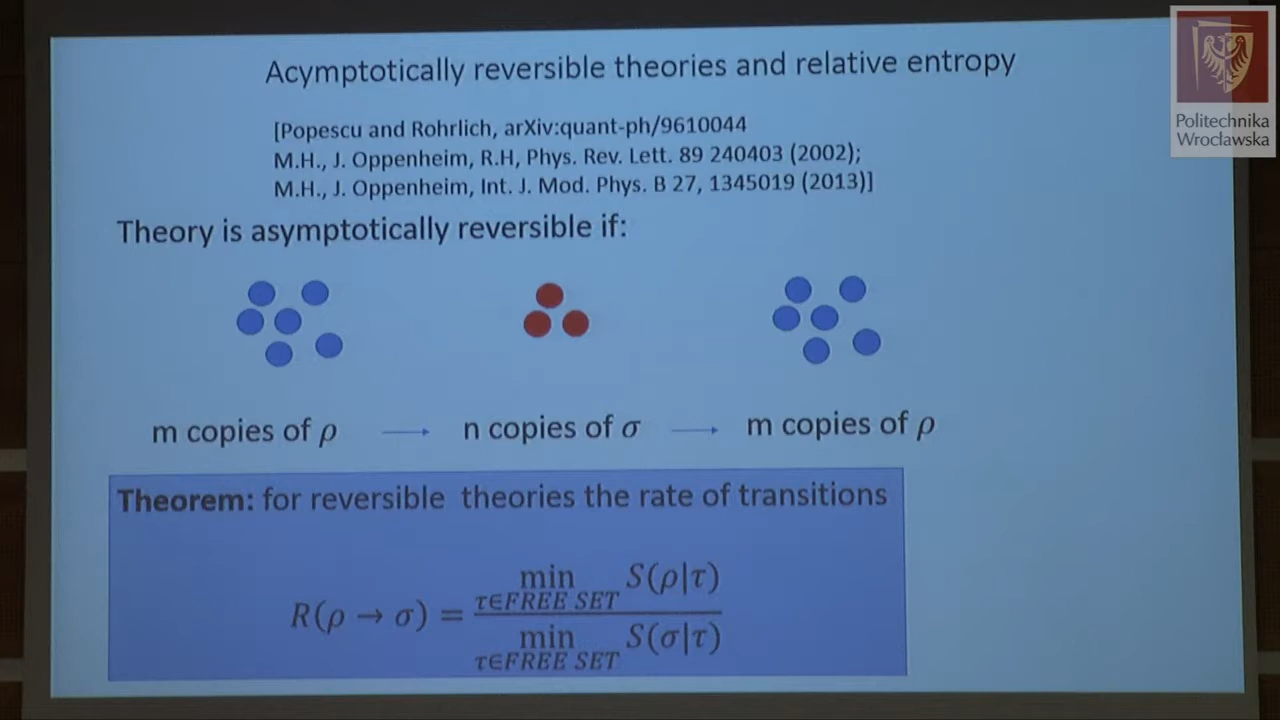 Acymptotically reversible theories and relative entropy
[Popescu and Rohrlich, arXiv:quant-ph/9610044
M.H., J. Oppenheim, R.H, Phys. Rev. Lett. 89 240403 (2002);
M.H., J. Oppenheim, Int. J. Mod. Phys. B 27, 1345019 (2013)]
Theory is asymptotically reversible if:
m copies of ρ → n copies of σ → m copies of ρ
Theorem: for reversible theories the rate of transitions
min S(ρ|τ)
τ∈FREE SET
R(ρ → σ) =
min S(σ|τ)
τ∈FREE SET
Politechnika
Wrocławska